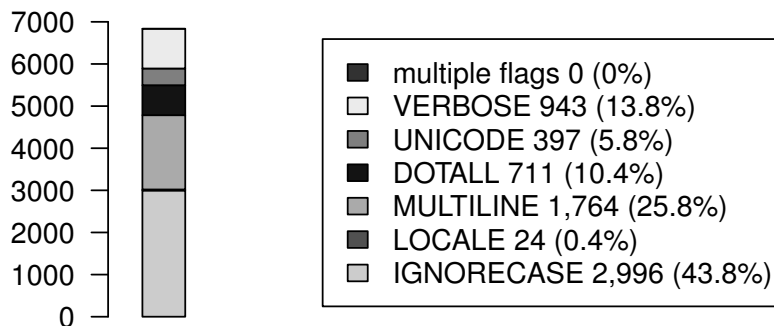 7000
6000
5000
4000
3000
2000
1000
0
multiple flags 0 (0%)
VERBOSE 943 (13.8%)
UNICODE 397 (5.8%)
DOTALL 711 (10.4%)
MULTILINE 1,764 (25.8%)
LOCALE 24 (0.4%)
IGNORECASE 2,996 (43.8%)